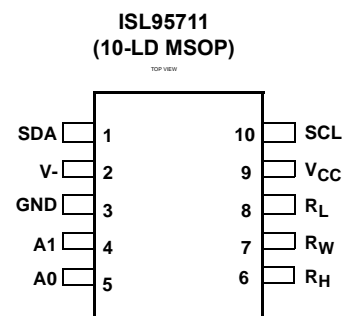 ISL95711
(10-LD MSOP)
TOP VIEW
SDA 1 10 SCL
V- 2 9 VCC
GND 3 8 RL
A1 4 7 RW
A0 5 6 RH